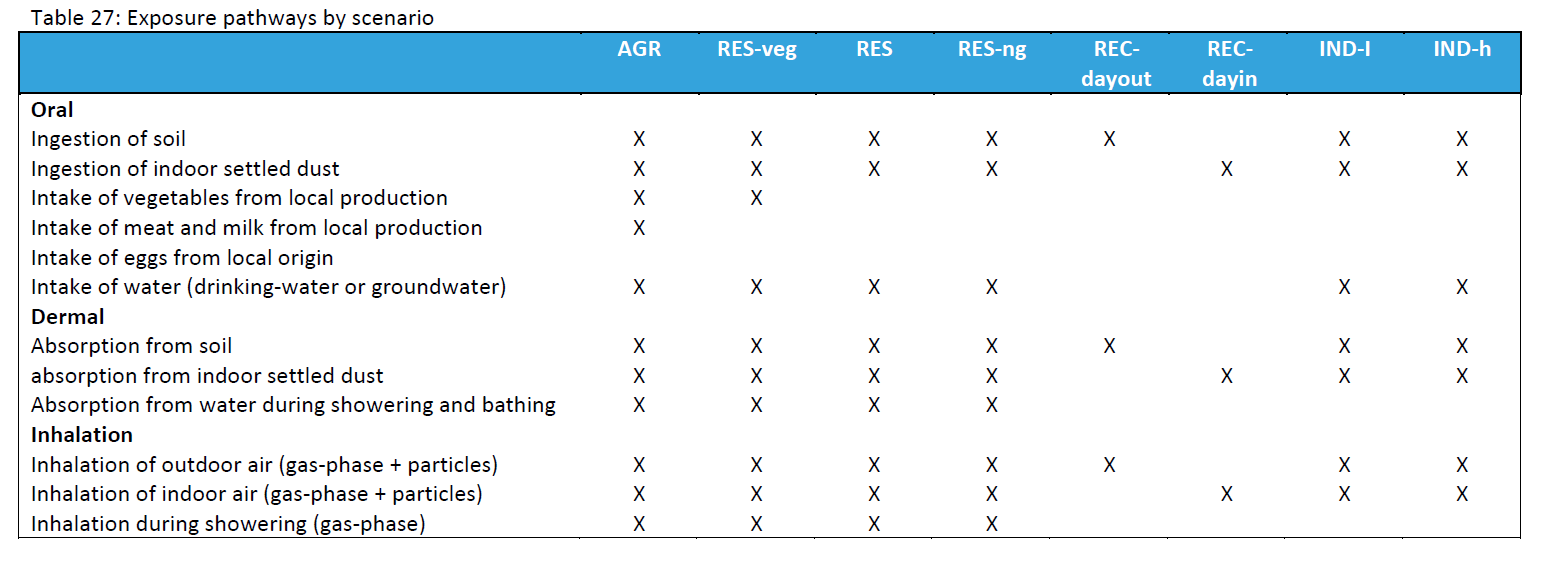 Table 27: Exposure pathways by scenario
AGR RES-veg RES RES-ng REC-dayout REC-dayin IND-l IND-h
Oral
Ingestion of soil X X X X X X X
Ingestion of indoor settled dust X X X X X X X
Intake of vegetables from local production X X
Intake of meat and milk from local production X
Intake of eggs from local origin
Intake of water (drinking-water or groundwater) X X X X X X
Dermal
Absorption from soil X X X X X X X
absorption from indoor settled dust X X X X X X X
Absorption from water during showering and bathing X X X X
Inhalation
Inhalation of outdoor air (gas-phase + particles) X X X X X X X
Inhalation of indoor air (gas-phase + particles) X X X X X X X
Inhalation during showering (gas-phase) X X X X